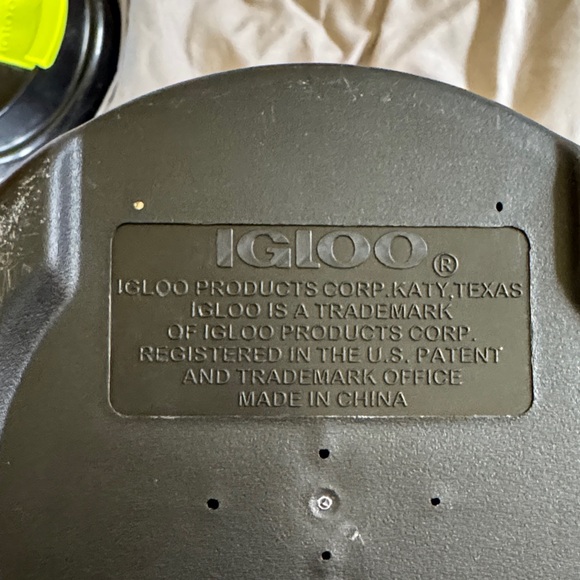 IGLOO®
IGLOO PRODUCTS CORP.KATY,TEXAS
IGLOO IS A TRADEMARK
OF IGLOO PRODUCTS CORP.
REGISTERED IN THE U.S. PATENT
AND TRADEMARK OFFICE
MADE IN CHINA